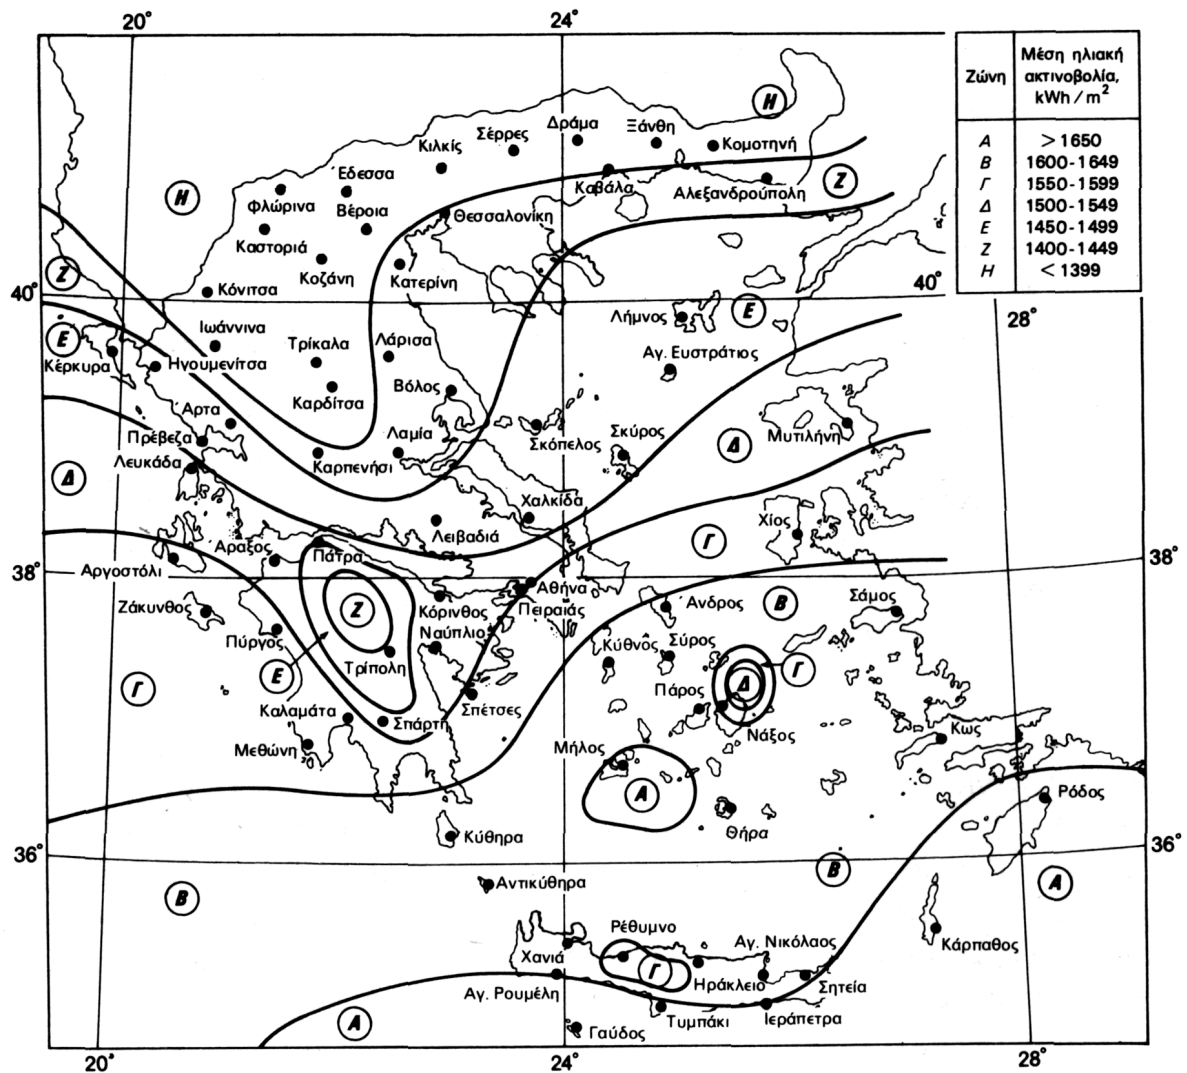 20°
24°
Ζώνη
Μέση ηλιακή
ακτινοβολία,
kWh / m²
Α > 1650
Β 1600-1649
Γ 1550-1599
Δ 1500-1549
Ε 1450-1499
Ζ 1400-1449
Η < 1399
Η
Δράμα
Ξάνθη
Σέρρες
Κιλκίς
Κομοτηνή
Εδεσσα
Καβάλα
Αλεξανδρούπολη
Ζ
Η
Φλώρινα
Βέροια
Θεσσαλονίκη
Καστοριά
Κοζάνη
Κατερίνη
Ζ
Κόνιτσα
40°
40°
Ε
Λήμνος
28°
Ιωάννινα
Ε
Τρίκαλα
Λάρισα
Αγ. Ευστράτιος
Κέρκυρα
Ηγουμενίτσα
Καρδίτσα
Βόλος
Αρτα
Πρέβεζα
Λαμία
Σκόπελος
Σκύρος
Δ
Μυτιλήνη
Λευκάδα
Καρπενήσι
Δ
Χαλκίδα
Χίος
Λειβαδιά
Γ
Αραξος
Πάτρα
38°
38°
Αργοστόλι
Αθήνα
Ζάκυνθος
Ζ
Κόρινθος
Πειραιάς
Ανδρος
Β
Σάμος
Πύργος
Ναύπλιο
Κύθνος
Σύρος
Τρίπολη
Ε
Γ
Γ
Δ
Πάρος
Καλαμάτα
Σπάρτη
Σπέτσες
Νάξος
Κως
Μεθώνη
Μήλος
Α
Ρόδος
Θήρα
Κύθηρα
36°
36°
Β
Α
Αντικύθηρα
Β
Ρέθυμνο
Αγ. Νικόλαος
Κάρπαθος
Χανιά
Γ
Ηράκλειο
Σητεία
Αγ. Ρουμέλη
Τυμπάκι
Ιεράπετρα
Α
Γαύδος
20°
24°
28°